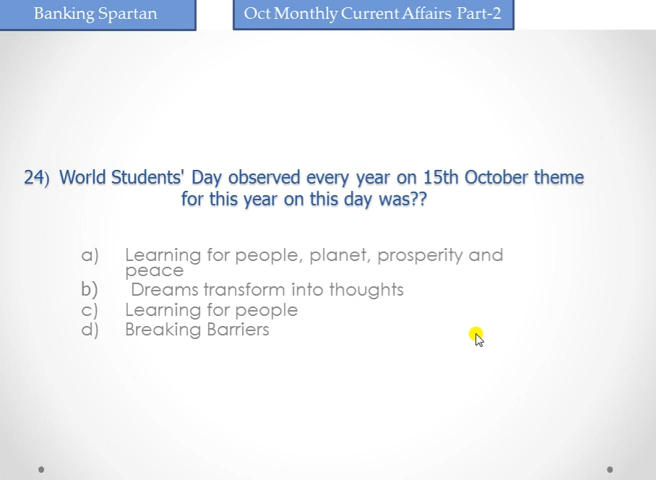 Banking Spartan
Oct Monthly Current Affairs Part-2
24) World Students' Day observed every year on 15th October theme
for this year on this day was??
a) Learning for people, planet, prosperity and
peace
b) Dreams transform into thoughts
c) Learning for people
d) Breaking Barriers